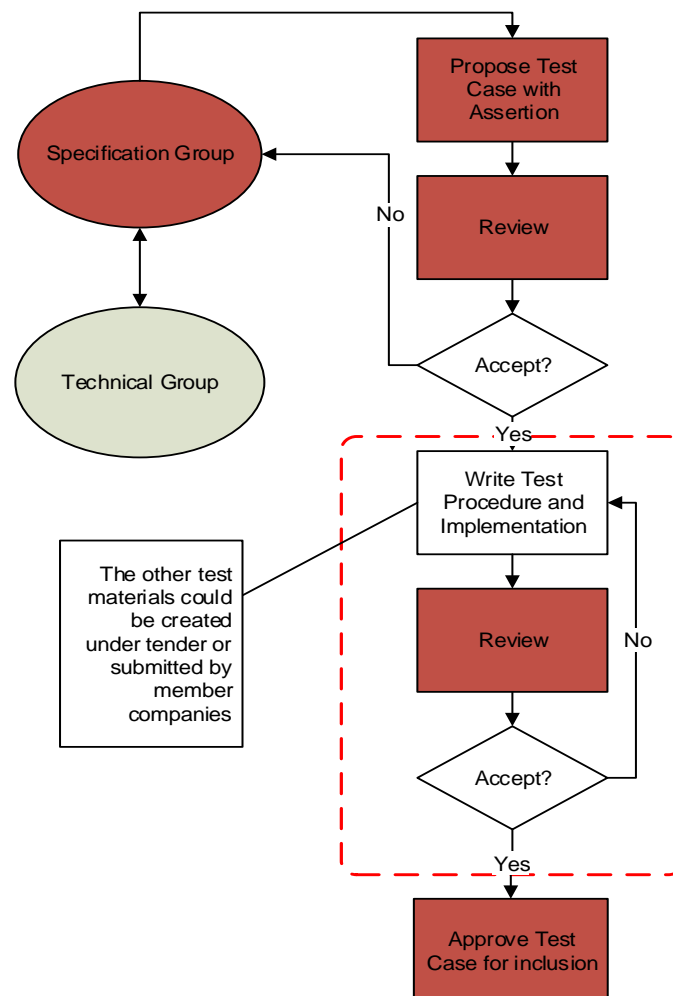 Propose Test
Case with
Assertion
Specification Group
No
Review
Technical Group
Accept?
Yes
Write Test
Procedure and
Implementation
The other test
materials could
be created
under tender or
submitted by
member
companies
Review
No
Accept?
Yes
Approve Test
Case for inclusion